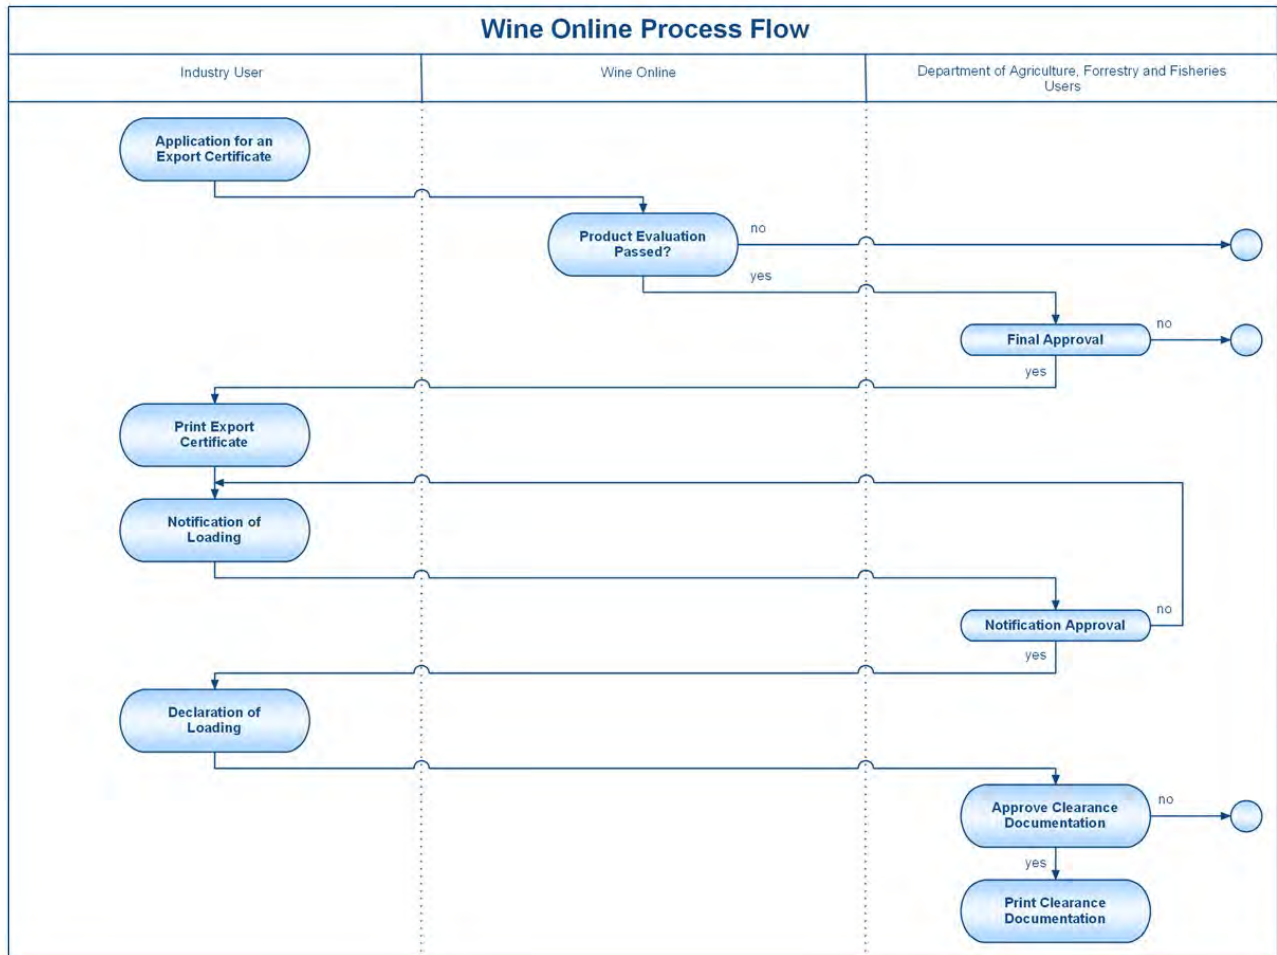 Wine Online Process Flow
Industry User
Wine Online
Department of Agriculture, Forrestry and Fisheries
Users
Application for an
Export Certificate
Product Evaluation
Passed?
no
yes
Final Approval
no
yes
Print Export
Certificate
Notification of
Loading
Notification Approval
no
yes
Declaration of
Loading
Approve Clearance
Documentation
no
yes
Print Clearance
Documentation